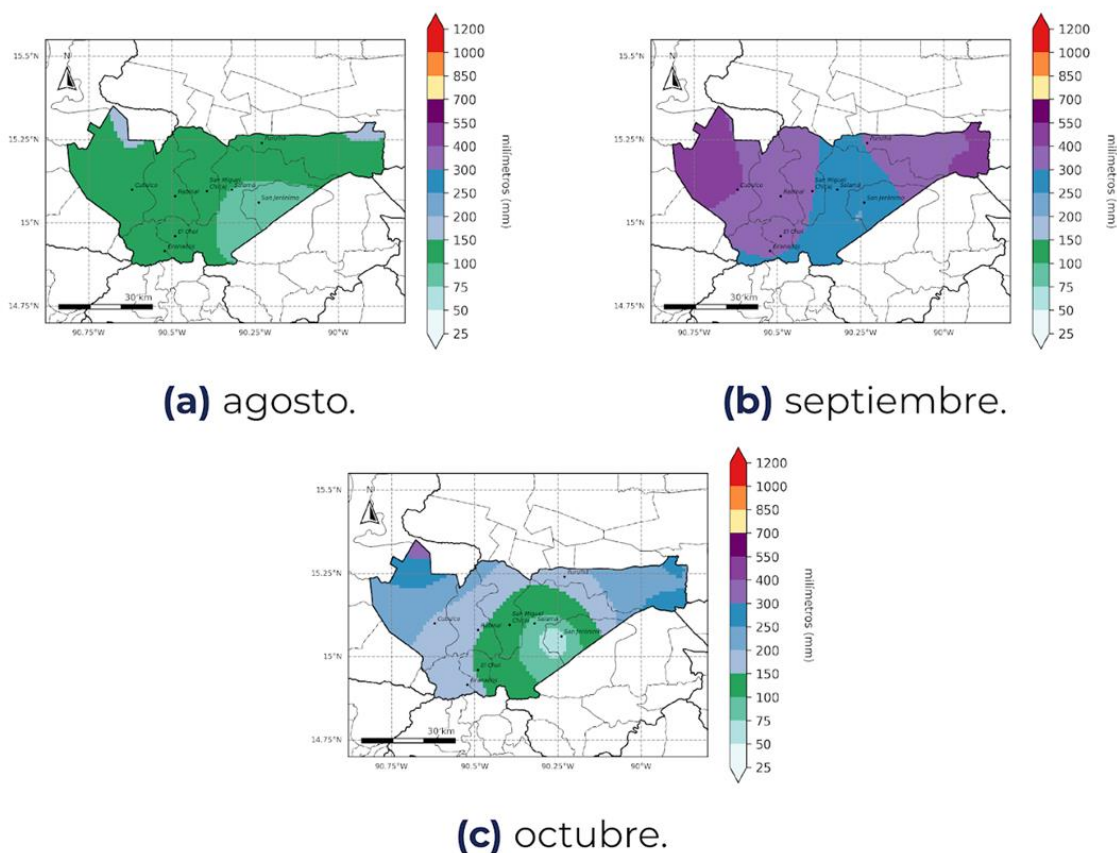 15.5°N
15.25°N
15°N
14.75°N
90.75°W
90.5°W
90.25°W
90°W
N
30 km
Cubulco
Rabinal
San Miguel
Chicaj
Salamá
San Jerónimo
Purulhá
El Chol
Granados
1200
1000
850
700
550
400
300
250
200
150
100
75
50
25
milímetros (mm)
(a) agosto.
15.5°N
15.25°N
15°N
14.75°N
90.75°W
90.5°W
90.25°W
90°W
N
30 km
Cubulco
Rabinal
San Miguel
Chicaj
Salamá
San Jerónimo
Purulhá
El Chol
Granados
1200
1000
850
700
550
400
300
250
200
150
100
75
50
25
milímetros (mm)
(b) septiembre.
15.5°N
15.25°N
15°N
14.75°N
90.75°W
90.5°W
90.25°W
90°W
N
30 km
Cubulco
Rabinal
San Miguel
Chicaj
Salamá
San Jerónimo
Purulhá
El Chol
Granados
1200
1000
850
700
550
400
300
250
200
150
100
75
50
25
milímetros (mm)
(c) octubre.